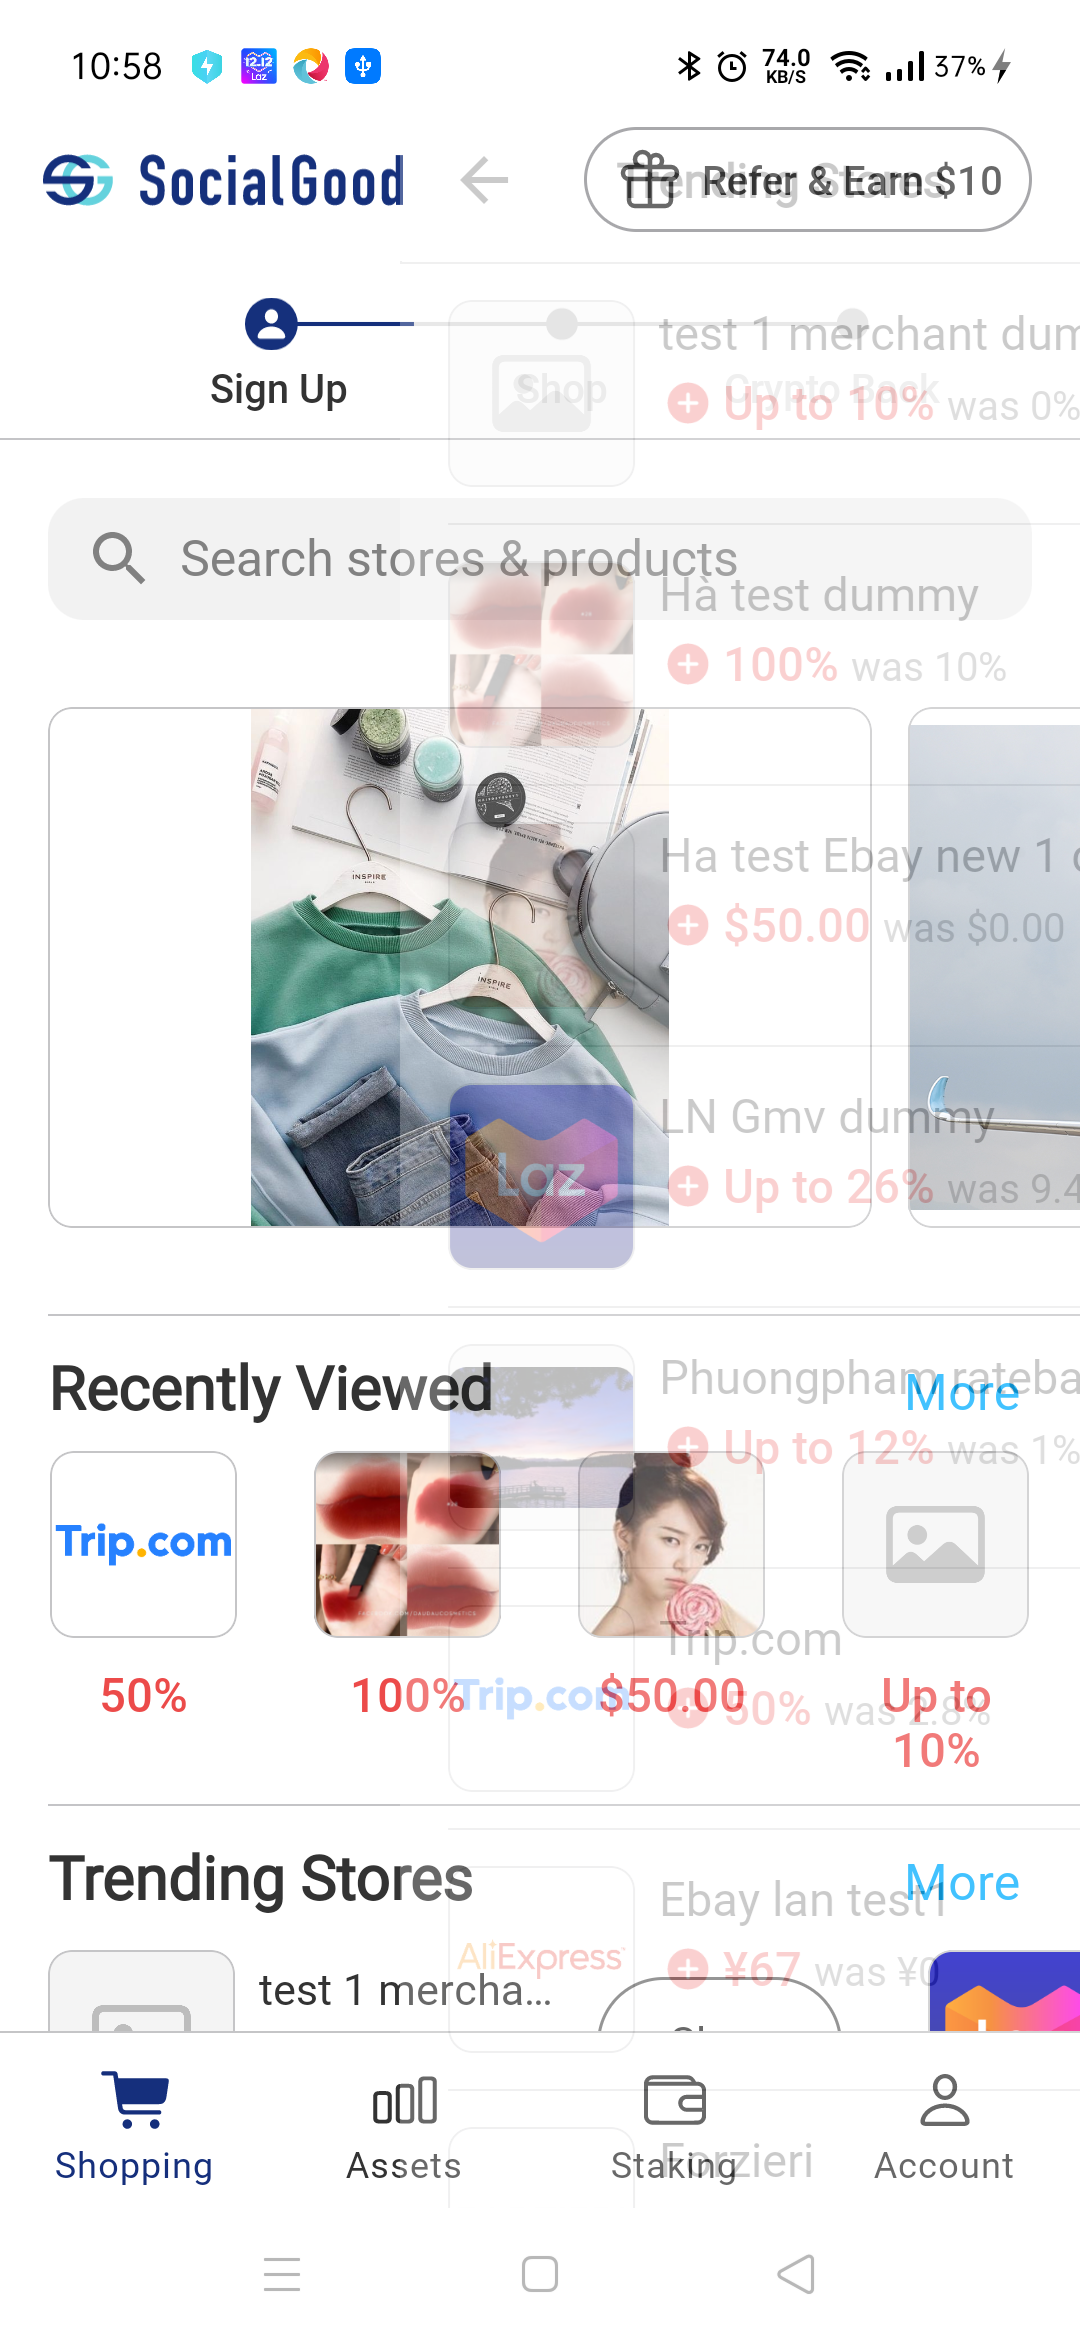 10:58
12.12
Laz
74.0
KB/S
37%
SocialGood
Refer & Earn $10
Trending Stores
Sign Up
Shop
Crypto Back
test 1 merchant dum
Up to 10% was 0%
Search stores & products
Hà test dummy
100% was 10%
INSPIRE
INSPIRE
Ha test Ebay new 1
$50.00 was $0.00
Laz
LN Gmv dummy
Up to 26% was 9.4
Recently Viewed
More
Phuongpham rateba
Up to 12% was 1%
Trip.com
50%
100%
$50.00
Up to
10%
Trip.com
Trip.com
50% was 2.8%
Trending Stores
More
Ebay lan test1
¥67 was ¥0
AliExpress
test 1 mercha...
Shopping
Assets
Staking
Account
Forzieri